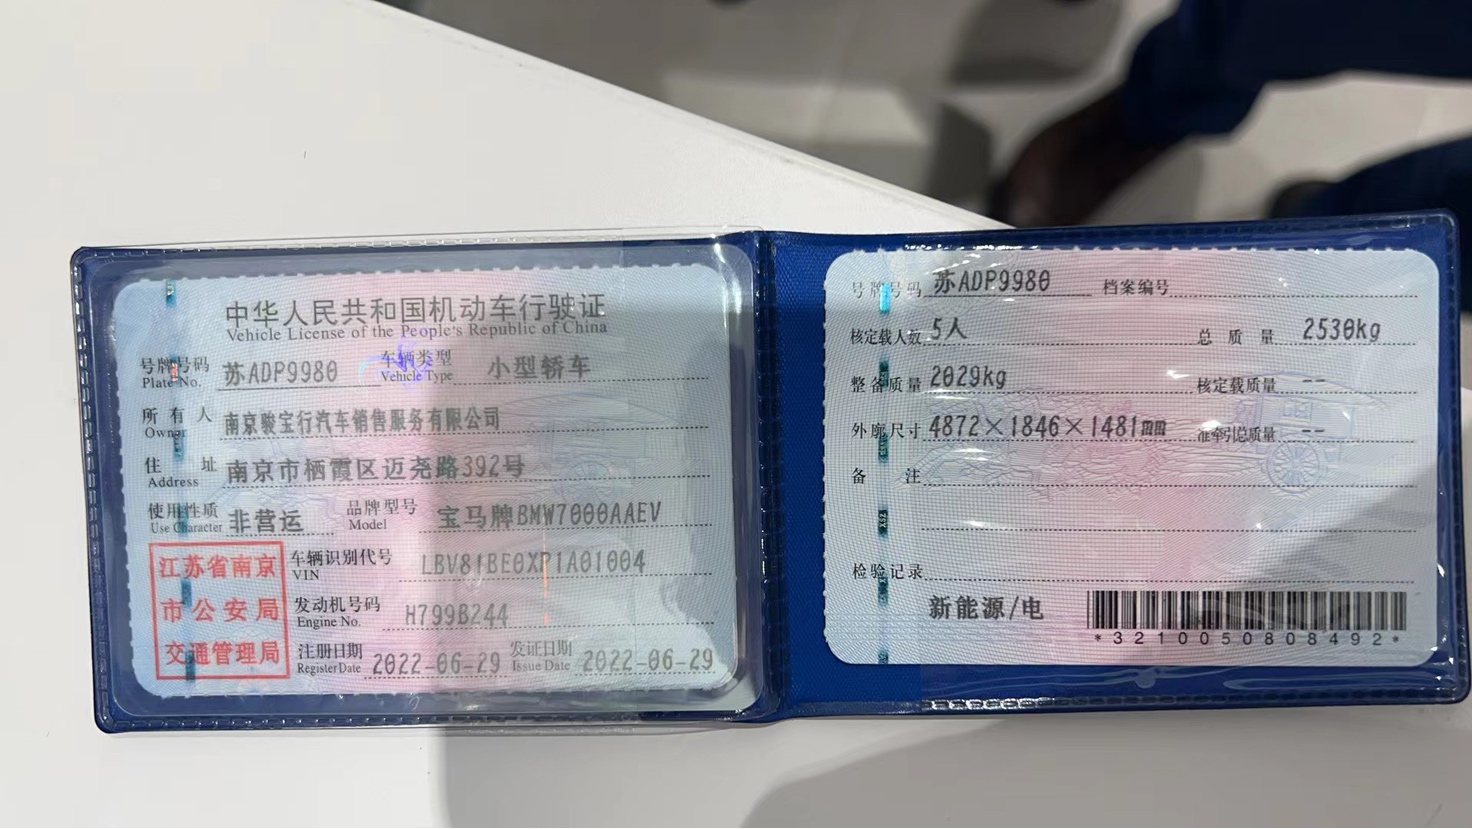 中华人民共和国机动车行驶证
Vehicle License of the People's Republic of China
号牌号码 苏ADP9980 车辆类型 小型轿车
Plate No. Vehicle Type
所有人 南京骏宝行汽车销售服务有限公司
Owner
住址 南京市栖霞区迈尧路392号
Address
使用性质 非营运 品牌型号 宝马牌BMW7000AAEV
Use Character Model
江苏省南京
市公安局
交通管理局
车辆识别代号 LBV81BE0XP1A01004
VIN
发动机号码 H799B244
Engine No.
注册日期 2022-06-29 发证日期 2022-06-29
Register Date Issue Date
号牌号码 苏ADP9980 档案编号
核定载人数 5人 总质量 2530kg
整备质量 2029kg 核定载质量 --
外廓尺寸 4872×1846×1481mm 准牵引总质量 --
备注
检验记录
新能源/电
*3210050808492*